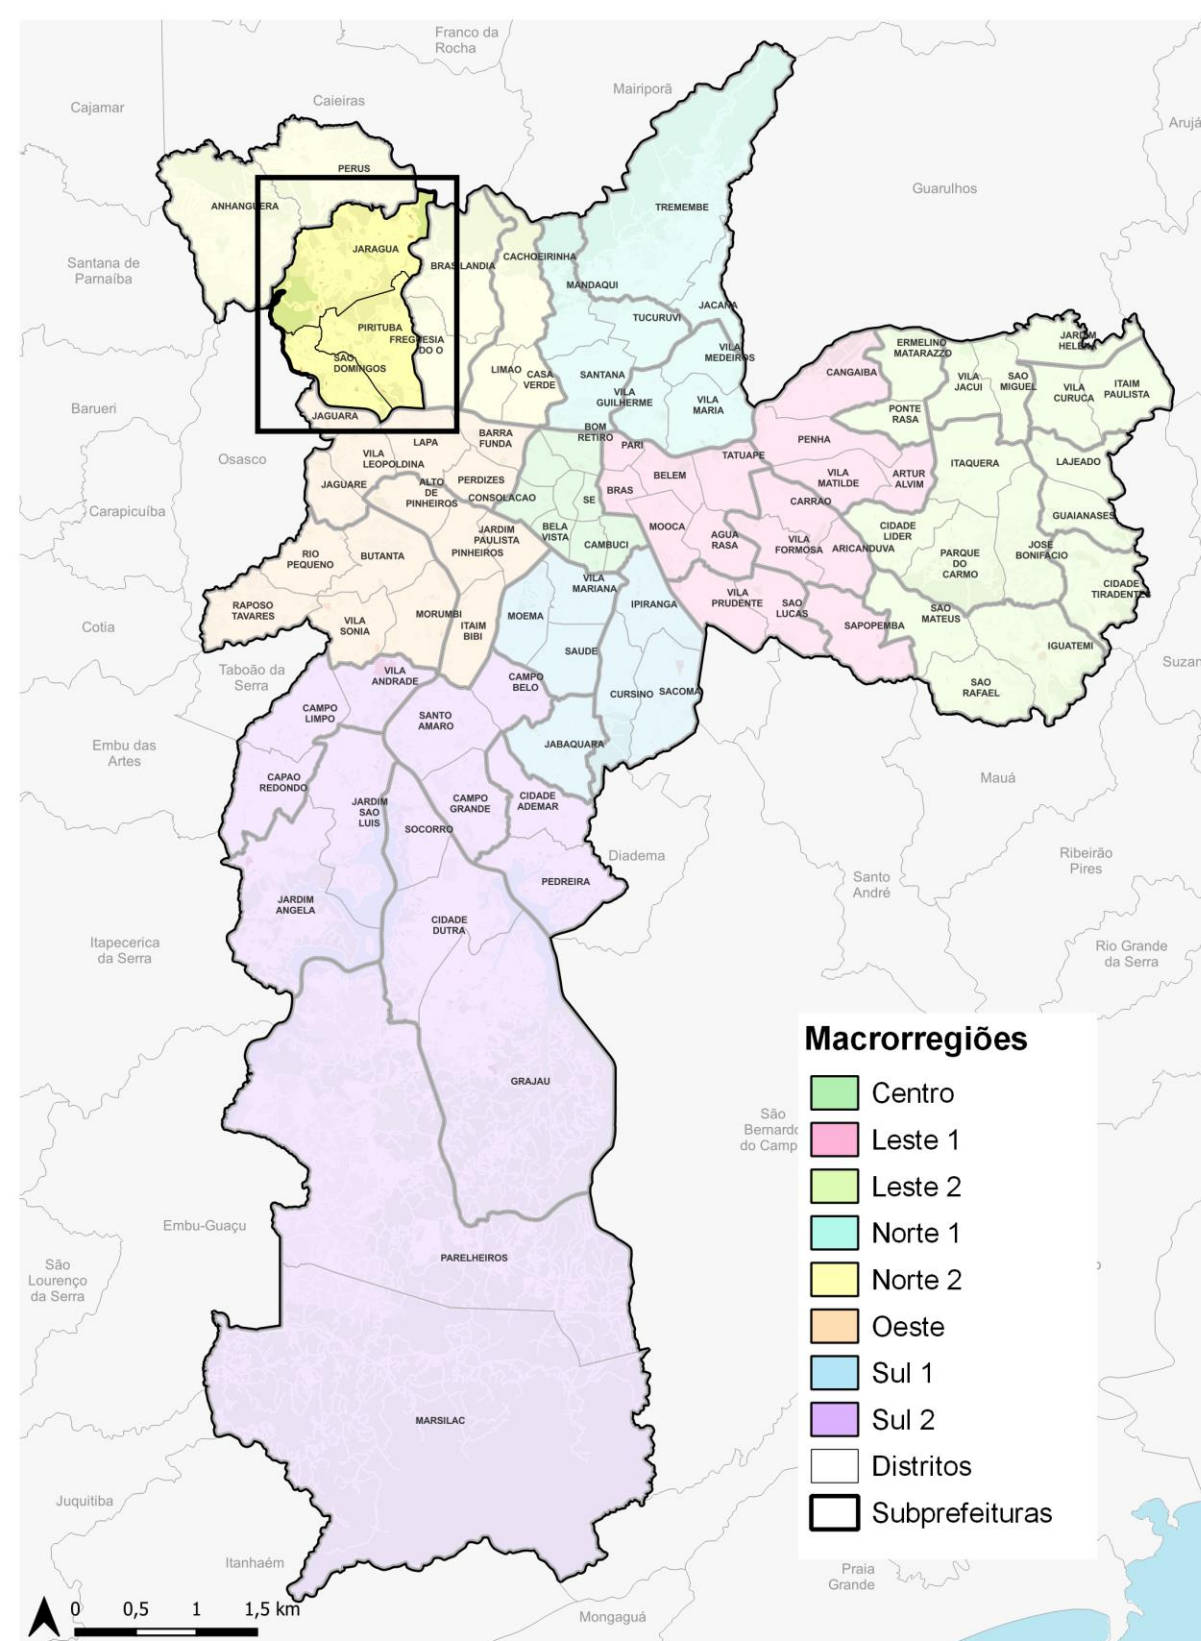 Franco da
Rocha
Mairiporã
Cajamar
Caieiras
Arujá
PERUS
Guarulhos
ANHANGUERA
TREMEMBE
JARAGUA
CACHOEIRINHA
BRASILANDIA
Santana de
Parnaíba
MANDAQUI
JACANA
TUCURUVI
PIRITUBA
FREGUESIA
DO O
VILA
MEDEIROS
ERMELINO
MATARAZZO
JARDIM
HELENA
SAO
DOMINGOS
LIMAO
CASA
VERDE
SANTANA
CANGAIBA
VILA
JACUI
SAO
MIGUEL
VILA
CURUCA
ITAIM
PAULISTA
VILA
GUILHERME
VILA
MARIA
Barueri
JAGUARA
PONTE
RASA
BOM
RETIRO
BARRA
FUNDA
LAPA
PARI
PENHA
Osasco
VILA
LEOPOLDINA
TATUAPE
ITAQUERA
LAJEADO
JAGUARE
ALTO
DE
PINHEIROS
PERDIZES
CONSOLACAO
BELEM
VILA
MATILDE
ARTUR
ALVIM
BRAS
SE
CARRAO
Carapicuíba
GUAIANASES
BELA
VISTA
MOOCA
JARDIM
PAULISTA
PINHEIROS
CAMBUCI
AGUA
RASA
VILA
FORMOSA
ARICANDUVA
CIDADE
LIDER
JOSE
BONIFACIO
RIO
PEQUENO
BUTANTA
PARQUE
DO
CARMO
VILA
MARIANA
CIDADE
TIRADENTES
RAPOSO
TAVARES
MORUMBI
MOEMA
IPIRANGA
VILA
PRUDENTE
SAO
LUCAS
SAO
MATEUS
Cotia
VILA
SONIA
ITAIM
BIBI
SAPOPEMBA
SAUDE
IGUATEMI
Taboão da
Serra
VILA
ANDRADE
CAMPO
BELO
CURSINO
SACOMA
SAO
RAFAEL
Suzan
CAMPO
LIMPO
SANTO
AMARO
Embu das
Artes
JABAQUARA
CAPAO
REDONDO
Mauá
JARDIM
SAO
LUIS
CAMPO
GRANDE
CIDADE
ADEMAR
SOCORRO
Diadema
Ribeirão
Pires
PEDREIRA
Santo
André
JARDIM
ANGELA
CIDADE
DUTRA
Itapecerica
da Serra
Rio Grande
da Serra
Macrorregiões
GRAJAU
Centro
São
Bernardo
do Camp
Leste 1
Leste 2
Embu-Guaçu
Norte 1
PARELHEIROS
São
Lourenço
da Serra
Norte 2
Oeste
Sul 1
MARSILAC
Sul 2
Distritos
Juquitiba
Subprefeituras
Itanhaém
Praia
Grande
0 0,5 1 1,5 km
Mongaguá